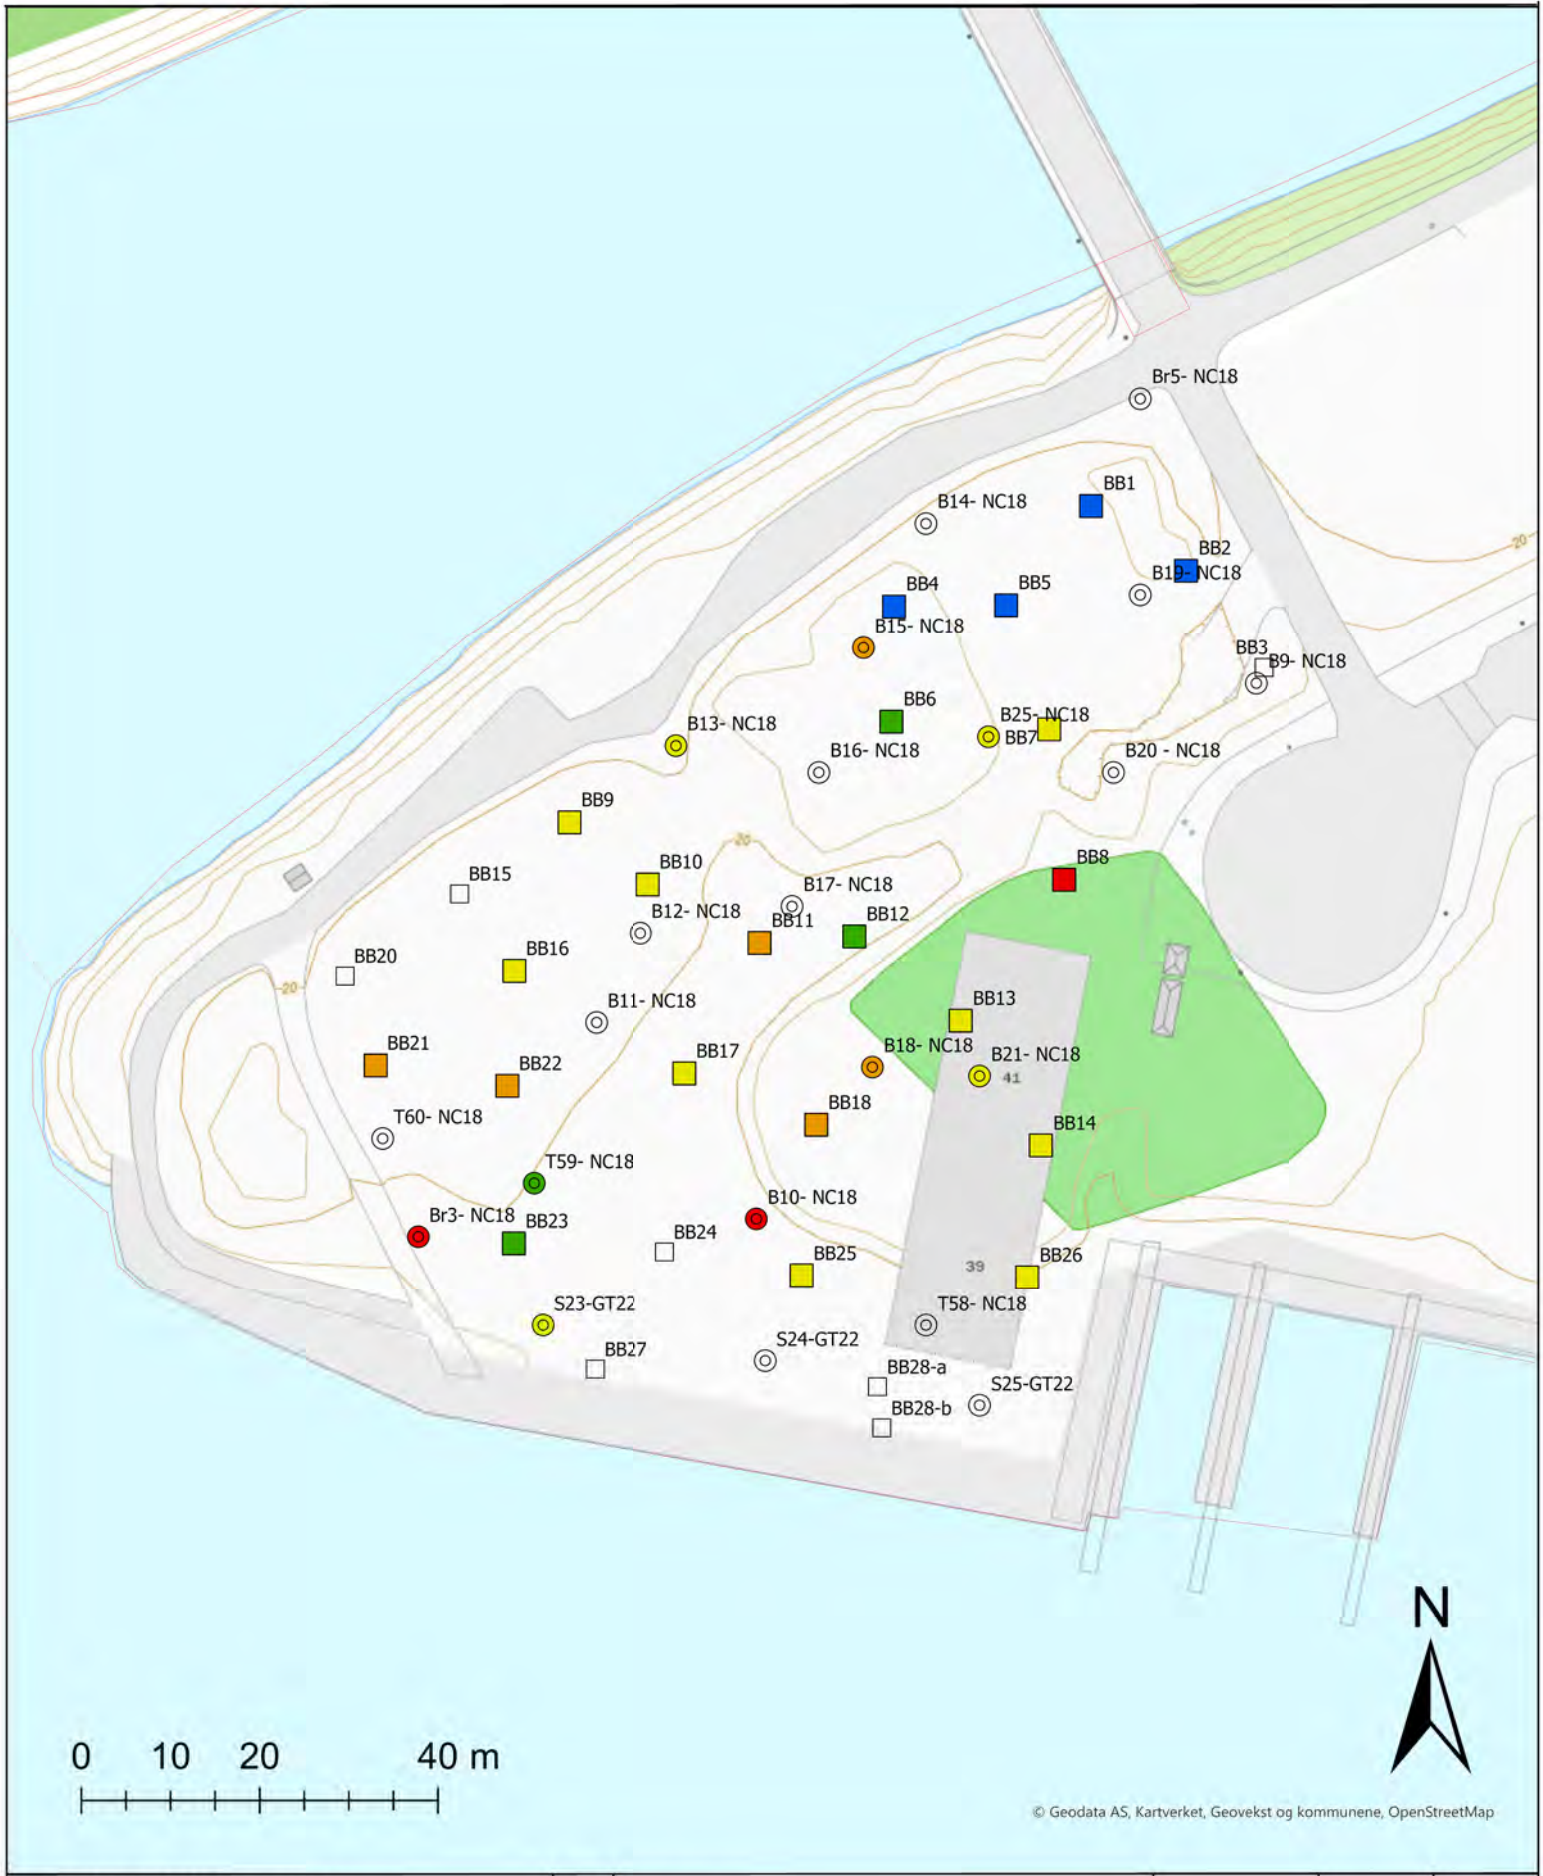 Br5- NC18
BB1
B14- NC18
20
BB2
B19- NC18
BB4
BB5
B15- NC18
BB3
B9- NC18
BB6
B25- NC18
BB7
B13- NC18
B16- NC18
B20 - NC18
BB9
20
BB10
BB8
BB15
B17- NC18
B12- NC18
BB11
BB12
BB20
BB16
20
B11- NC18
BB13
BB21
BB17
B18- NC18
B21- NC18
41
BB22
T60- NC18
BB18
BB14
T59- NC18
Br3- NC18
B10- NC18
BB23
BB24
BB25
39
BB26
S23-GT22
T58- NC18
BB27
S24-GT22
BB28-a
S25-GT22
BB28-b
N
0 10 20 40 m
© Geodata AS, Kartverket, Geovekst og kommunene, OpenStreetMap